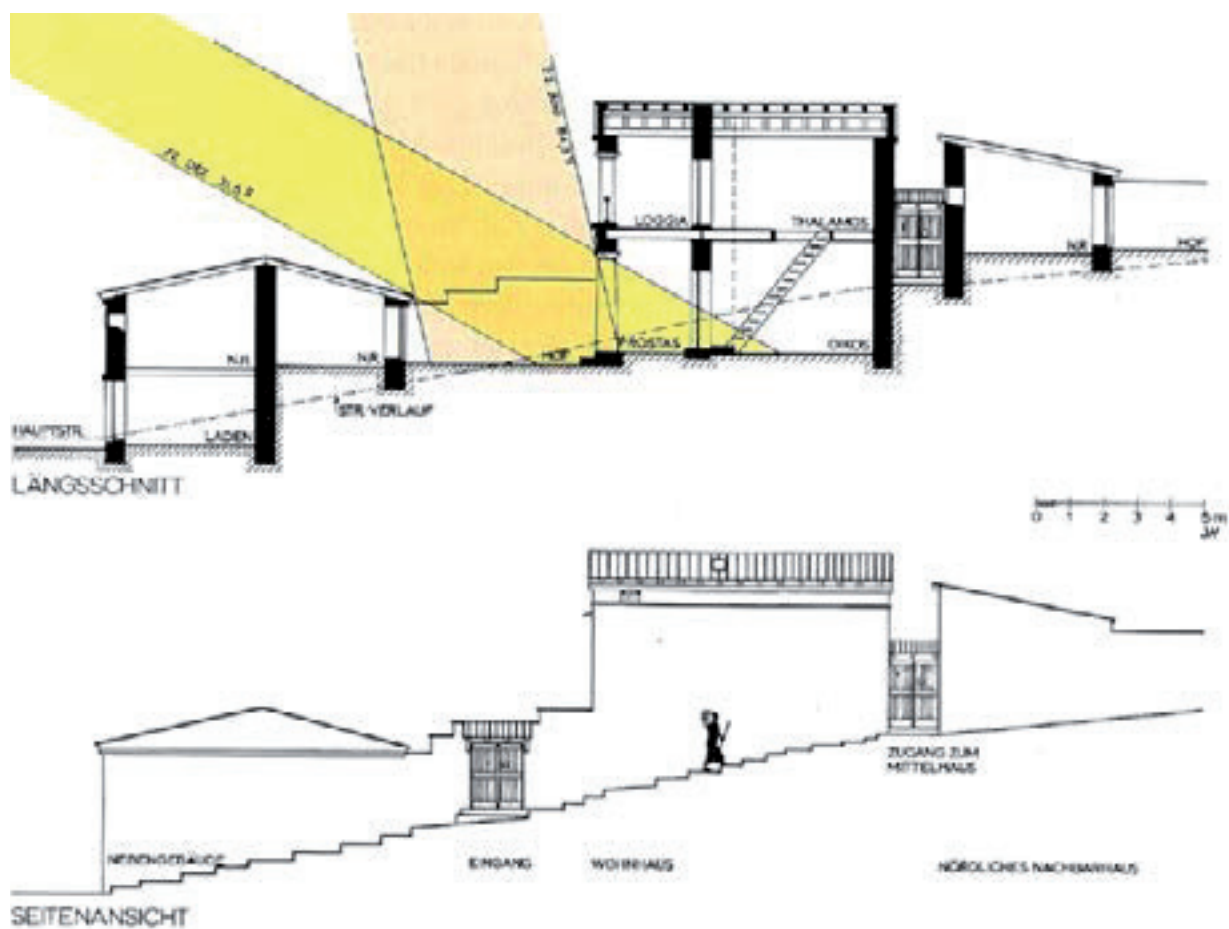 LOGGIA
THALAMOS
N.R.
HOF
HOF
PROSTAS
OIKOS
N.R.
N.R.
STR. VERLAUF
HAUPTSTR.
LADEN
LÄNGSSCHNITT
0 1 2 3 4 5 m
ZUGANG ZUM
MITTELHAUS
NEBENGEBÄUDE
EINGANG
WOHNHAUS
NÖRDLICHES NACHBARHAUS
SEITENANSICHT